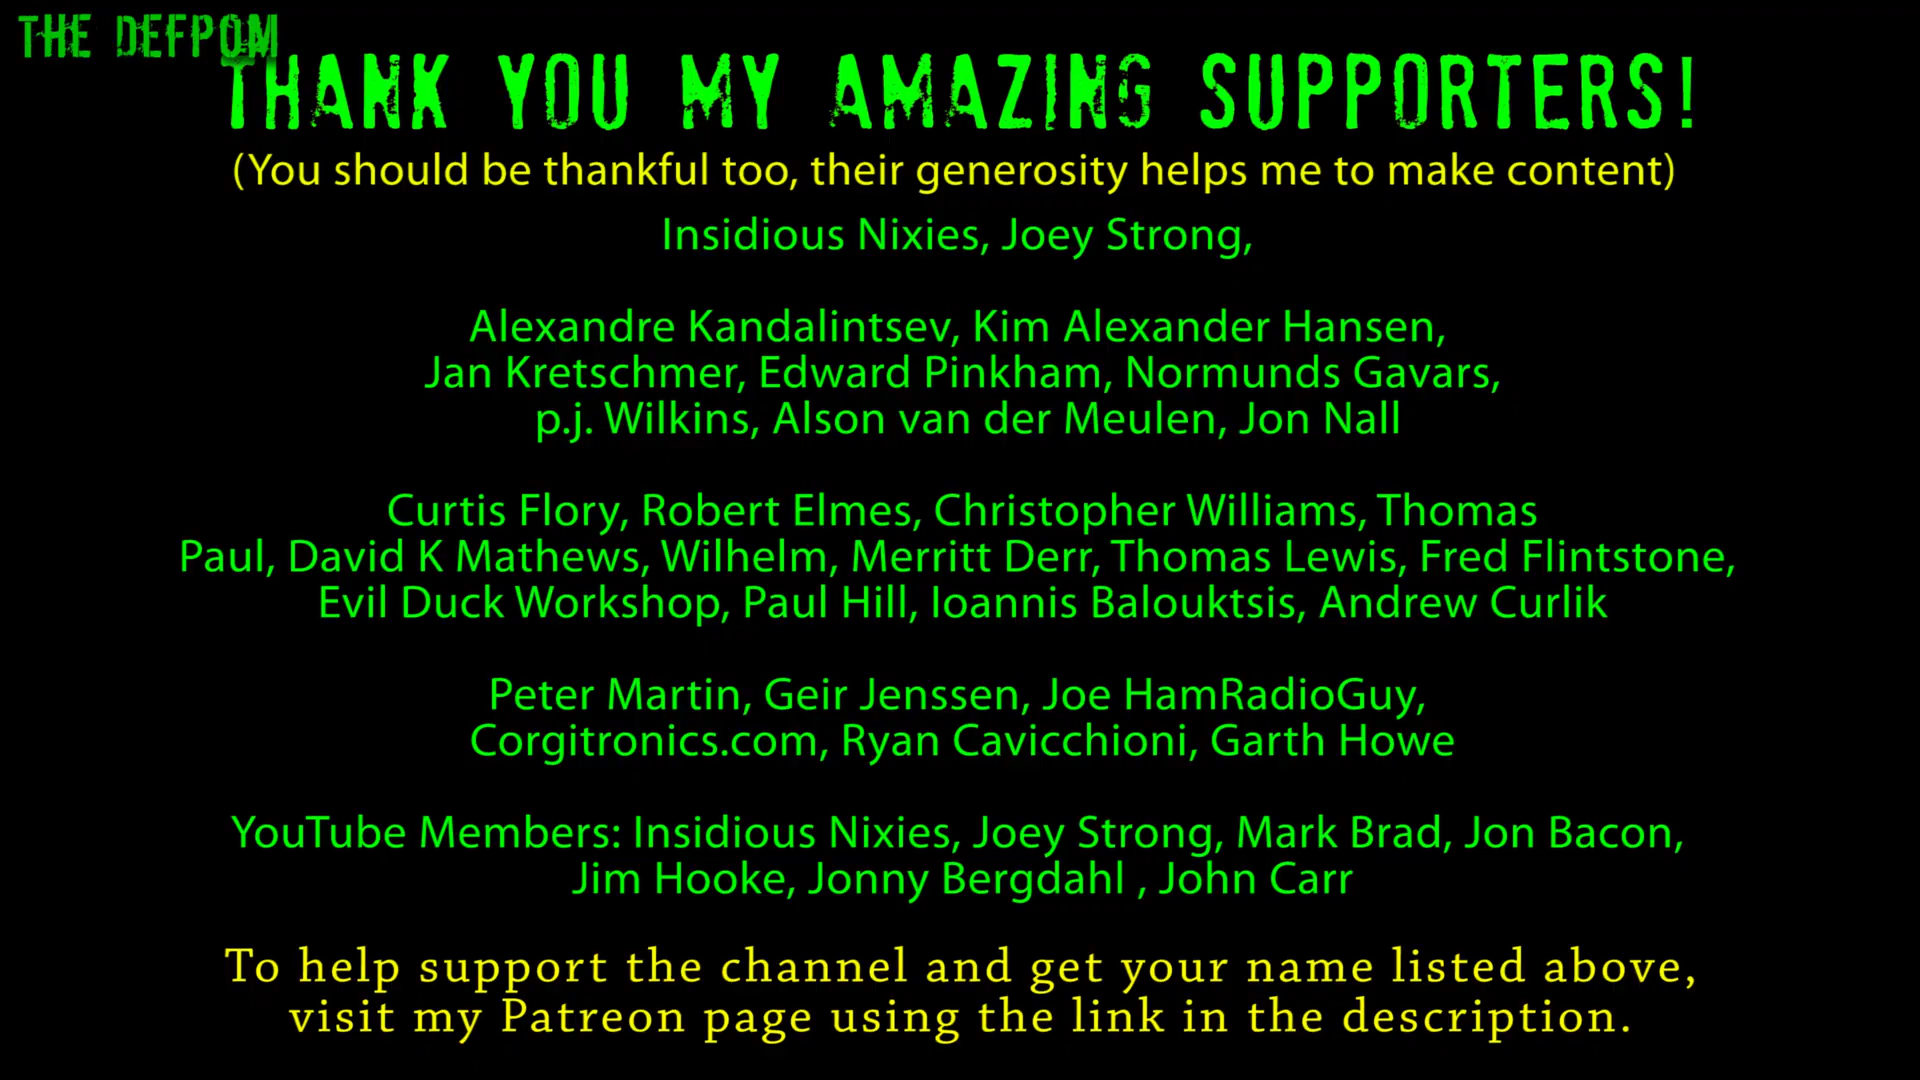 THE DEFPOM
THANK YOU MY AMAZING SUPPORTERS!
(You should be thankful too, their generosity helps me to make content)
Insidious Nixies, Joey Strong,
Alexandre Kandalintsev, Kim Alexander Hansen,
Jan Kretschmer, Edward Pinkham, Normunds Gavars,
p.j. Wilkins, Alson van der Meulen, Jon Nall
Curtis Flory, Robert Elmes, Christopher Williams, Thomas
Paul, David K Mathews, Wilhelm, Merritt Derr, Thomas Lewis, Fred Flintstone,
Evil Duck Workshop, Paul Hill, Ioannis Balouktsis, Andrew Curlik
Peter Martin, Geir Jenssen, Joe HamRadioGuy,
Corgitronics.com, Ryan Cavicchioni, Garth Howe
YouTube Members: Insidious Nixies, Joey Strong, Mark Brad, Jon Bacon,
Jim Hooke, Jonny Bergdahl , John Carr
To help support the channel and get your name listed above,
visit my Patreon page using the link in the description.